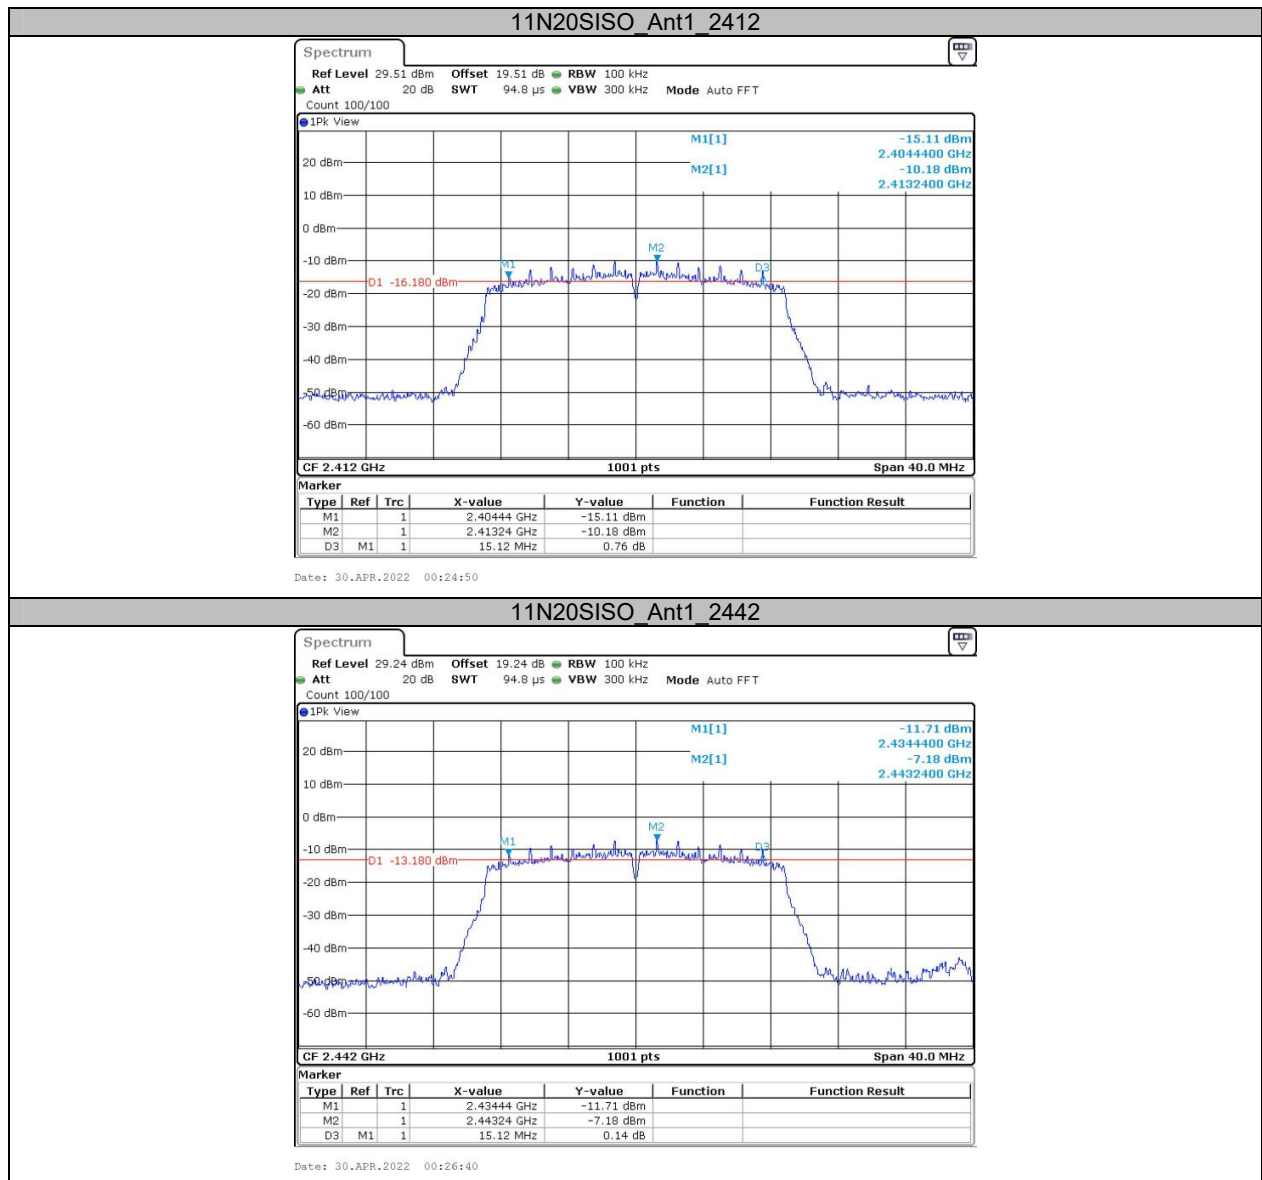 11N20SISO_Ant1_2412
Spectrum
Ref Level 29.51 dBm Offset 19.51 dB RBW 100 kHz
Att 20 dB SWT 94.8 µs VBW 300 kHz Mode Auto FFT
Count 100/100
1Pk View
M1[1] -15.11 dBm
2.4044400 GHz
20 dBm
M2[1] -10.18 dBm
2.4132400 GHz
10 dBm
0 dBm
M2
-10 dBm
M1 D3
D1 -16.180 dBm
-20 dBm
-30 dBm
-40 dBm
-50 dBm
-60 dBm
CF 2.412 GHz 1001 pts Span 40.0 MHz
Marker
Type Ref Trc X-value Y-value Function Function Result
M1 1 2.40444 GHz -15.11 dBm
M2 1 2.41324 GHz -10.18 dBm
D3 M1 1 15.12 MHz 0.76 dB
Date: 30.APR.2022 00:24:50
11N20SISO_Ant1_2442
Spectrum
Ref Level 29.24 dBm Offset 19.24 dB RBW 100 kHz
Att 20 dB SWT 94.8 µs VBW 300 kHz Mode Auto FFT
Count 100/100
1Pk View
M1[1] -11.71 dBm
2.4344400 GHz
20 dBm
M2[1] -7.18 dBm
2.4432400 GHz
10 dBm
0 dBm
M2
M1 D3
-10 dBm
D1 -13.180 dBm
-20 dBm
-30 dBm
-40 dBm
-50 dBm
-60 dBm
CF 2.442 GHz 1001 pts Span 40.0 MHz
Marker
Type Ref Trc X-value Y-value Function Function Result
M1 1 2.43444 GHz -11.71 dBm
M2 1 2.44324 GHz -7.18 dBm
D3 M1 1 15.12 MHz 0.14 dB
Date: 30.APR.2022 00:26:40